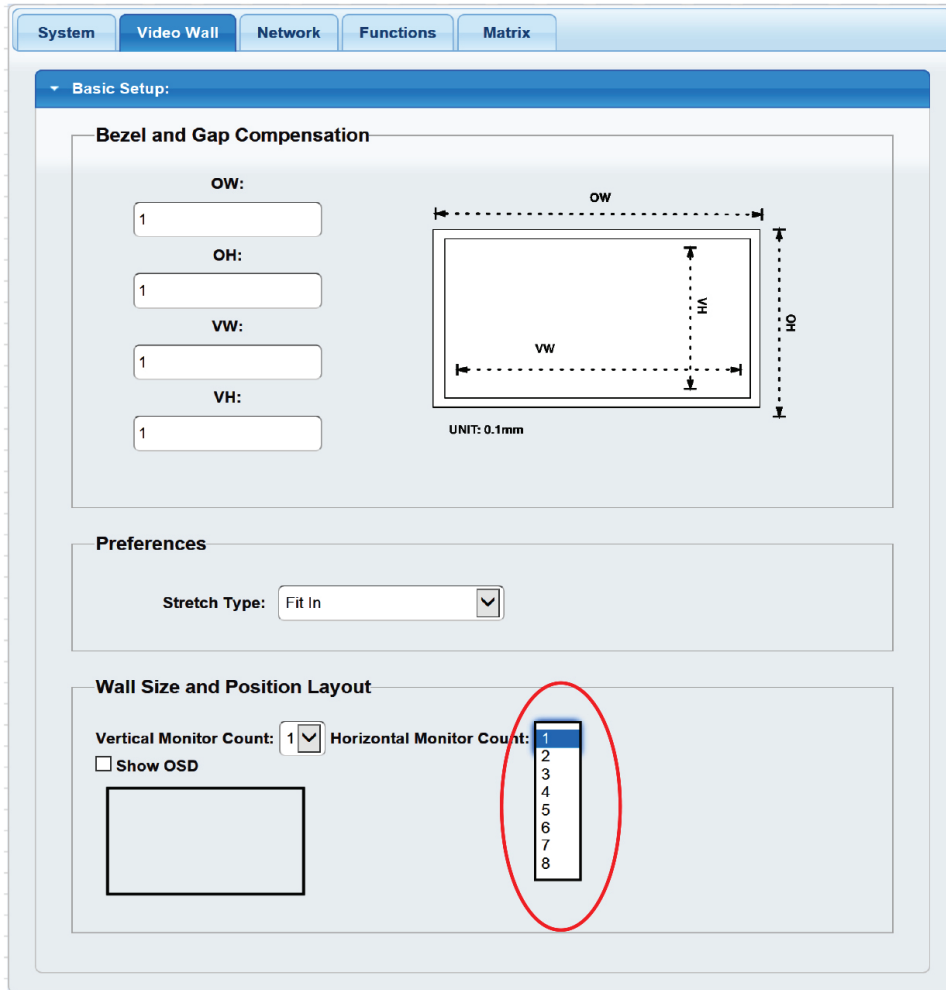 System Video Wall Network Functions Matrix
Basic Setup:
Bezel and Gap Compensation
OW:
1
OH:
1
VW:
1
VH:
1
OW
VH
OH
VW
UNIT: 0.1mm
Preferences
Stretch Type: Fit In
Wall Size and Position Layout
Vertical Monitor Count: 1 Horizontal Monitor Count:
1
2
3
4
5
6
7
8
Show OSD